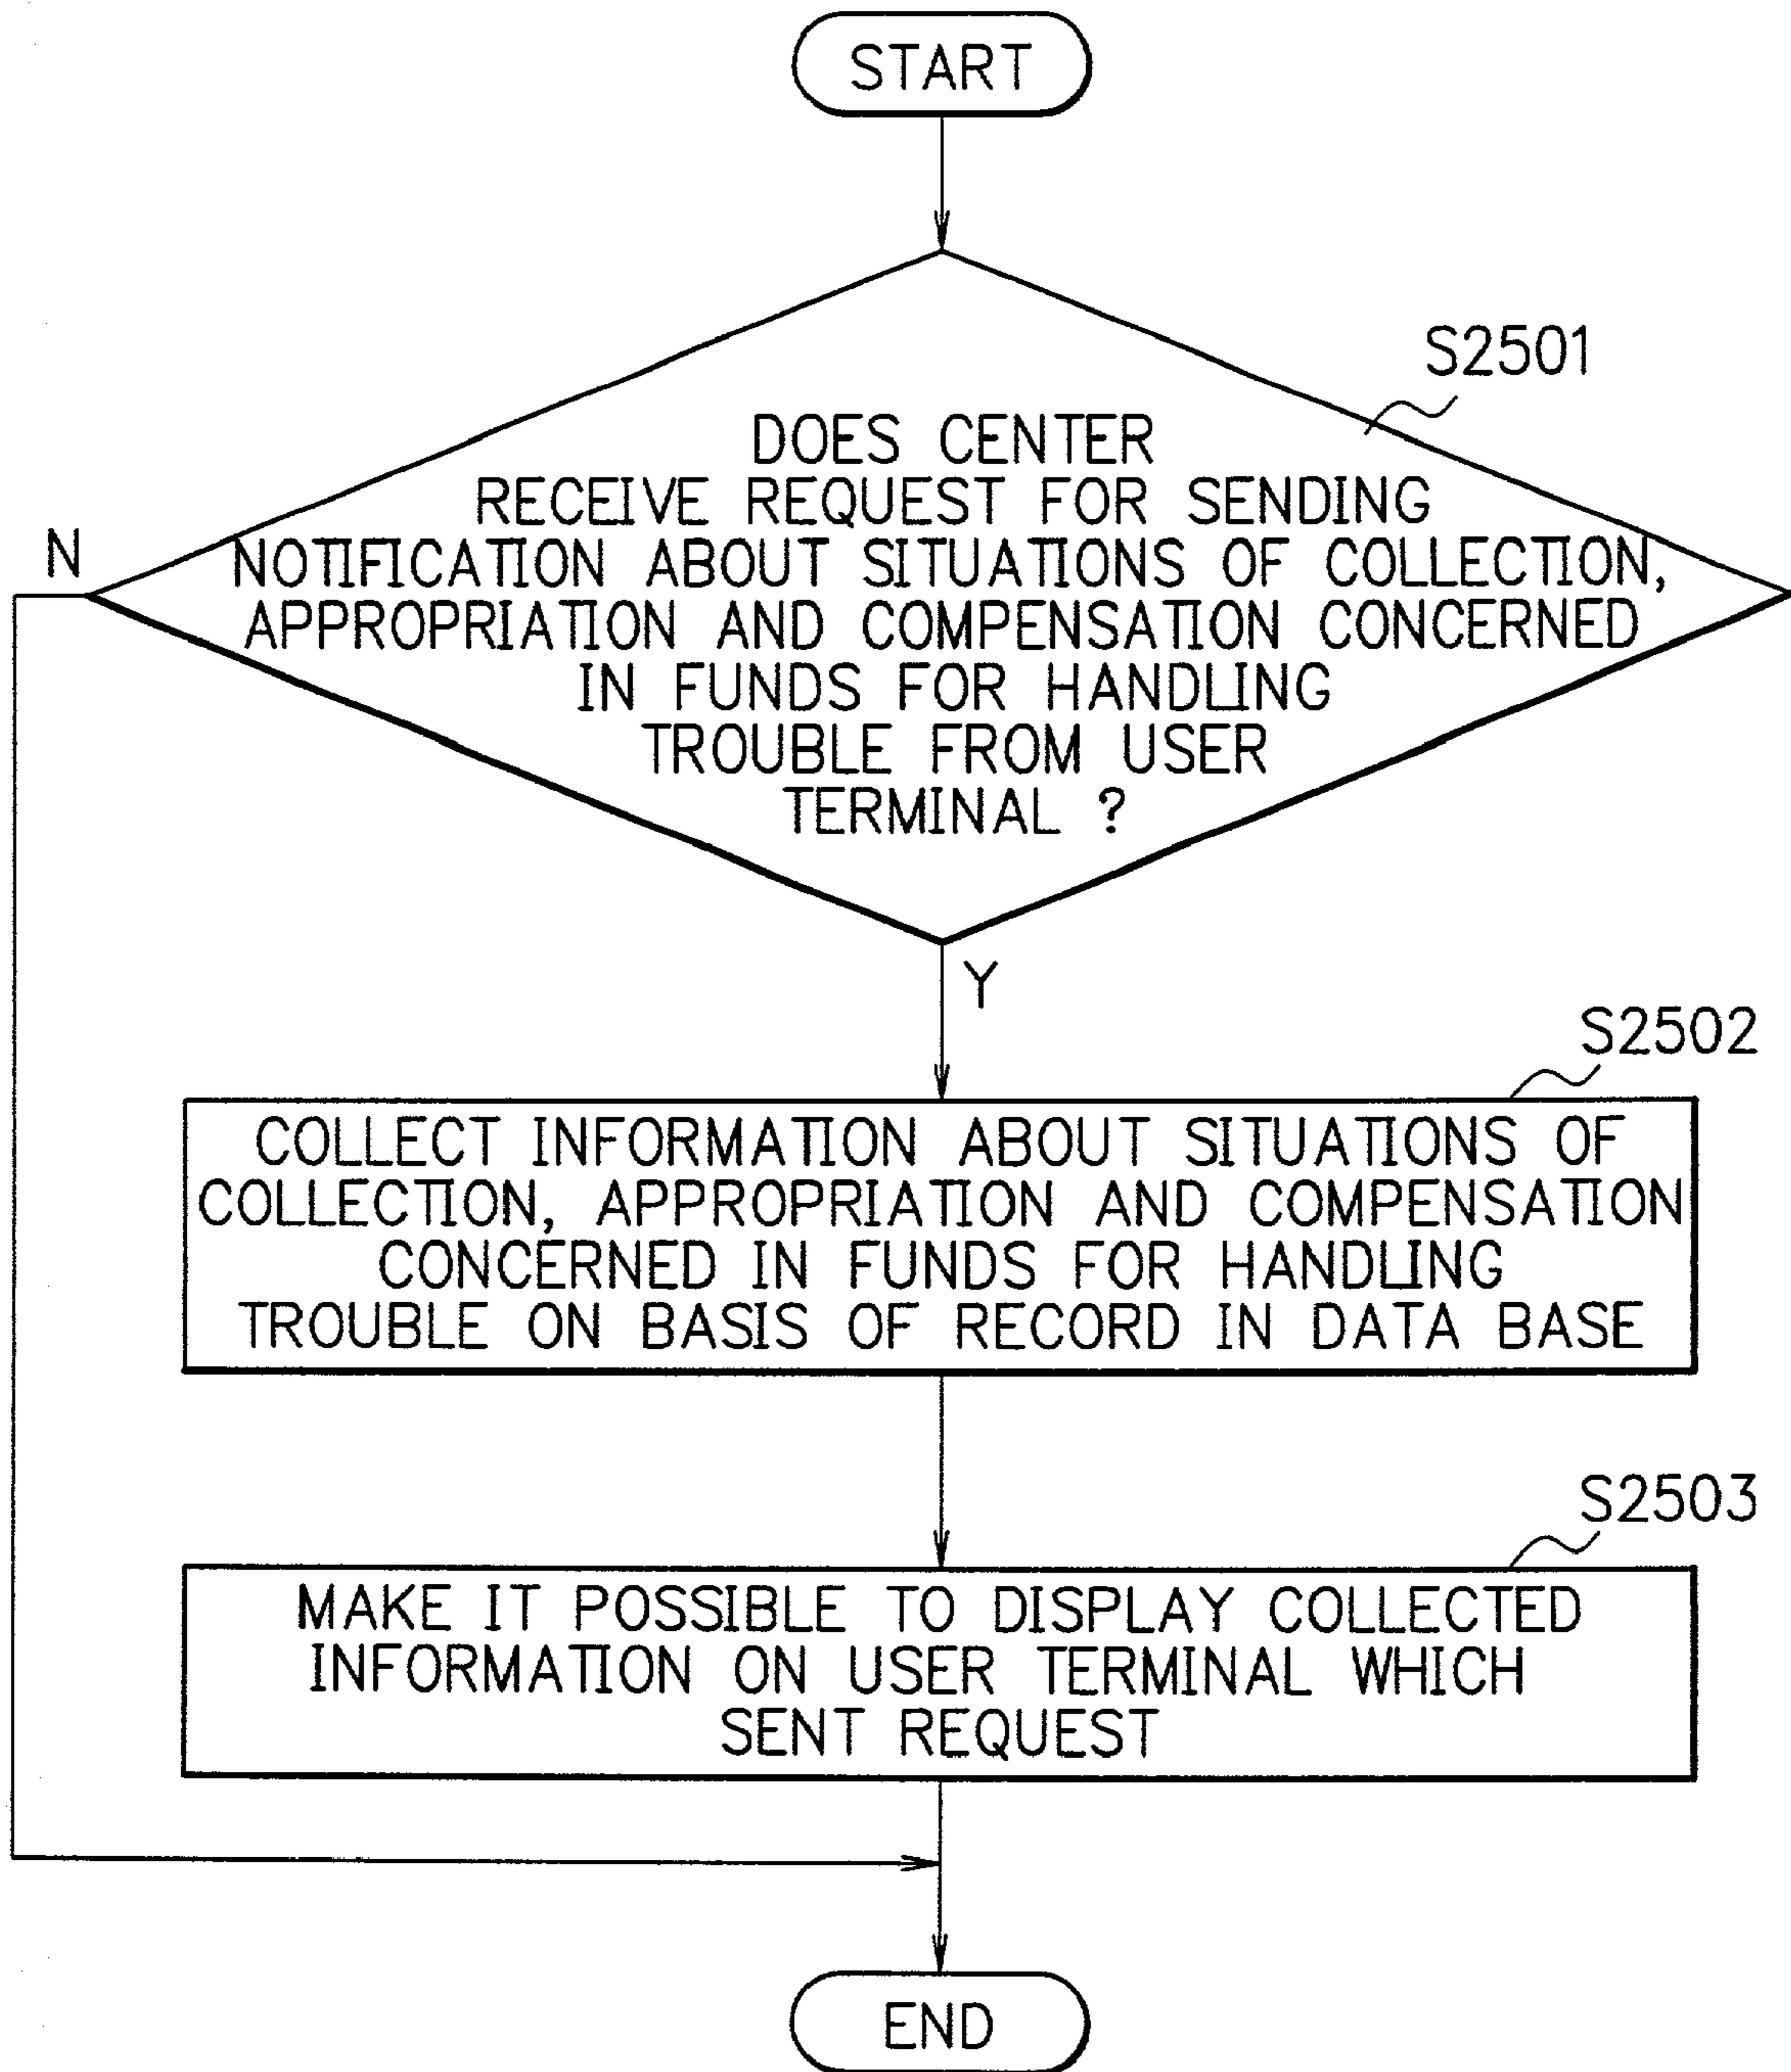 START
S2501
DOES CENTER
RECEIVE REQUEST FOR SENDING
N
NOTIFICATION ABOUT SITUATIONS OF COLLECTION,
APPROPRIATION AND COMPENSATION CONCERNED
IN FUNDS FOR HANDLING
TROUBLE FROM USER
TERMINAL ?
Y
S2502
COLLECT INFORMATION ABOUT SITUATIONS OF
COLLECTION, APPROPRIATION AND COMPENSATION
CONCERNED IN FUNDS FOR HANDLING
TROUBLE ON BASIS OF RECORD IN DATA BASE
S2503
MAKE IT POSSIBLE TO DISPLAY COLLECTED
INFORMATION ON USER TERMINAL WHICH
SENT REQUEST
END